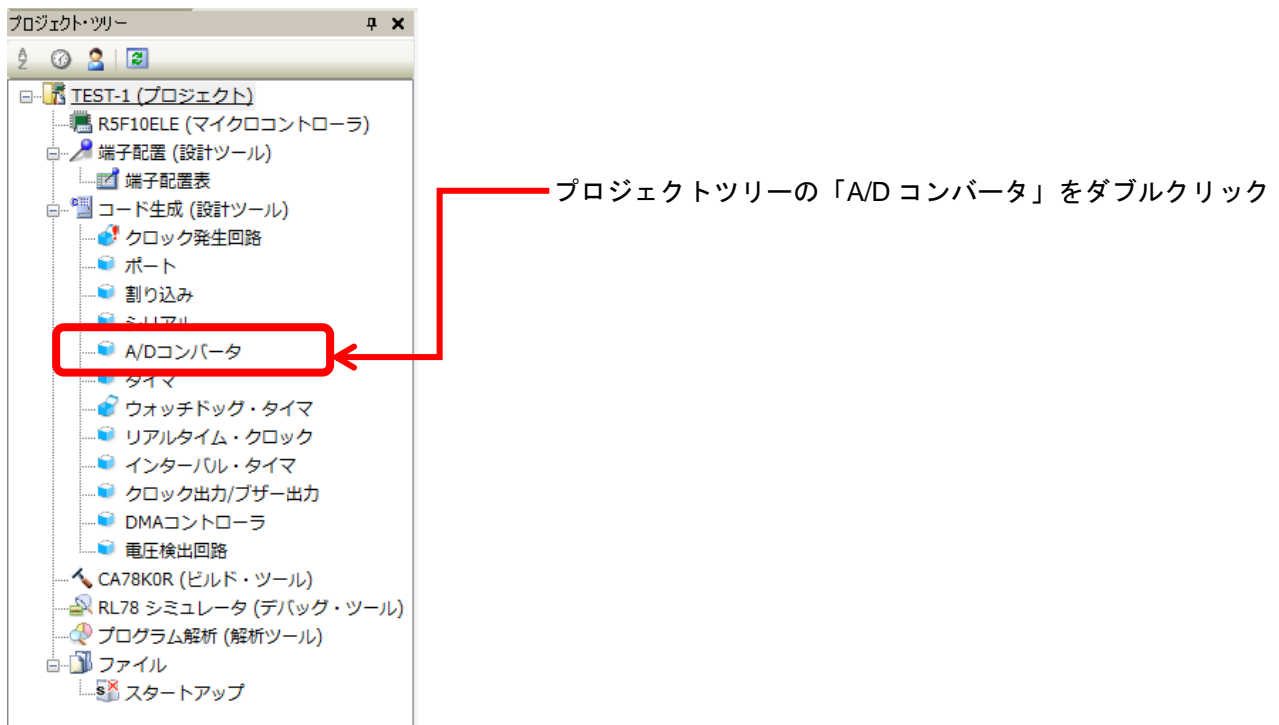 プロジェクト・ツリー
TEST-1 (プロジェクト)
R5F10ELE (マイクロコントローラ)
端子配置 (設計ツール)
端子配置表
コード生成 (設計ツール)
クロック発生回路
ポート
割り込み
シリアル
A/Dコンバータ
タイマ
ウォッチドッグ・タイマ
リアルタイム・クロック
インターバル・タイマ
クロック出力/ブザー出力
DMAコントローラ
電圧検出回路
CA78K0R (ビルド・ツール)
RL78 シミュレータ (デバッグ・ツール)
プログラム解析 (解析ツール)
ファイル
スタートアップ
プロジェクトツリーの「A/D コンバータ」をダブルクリック